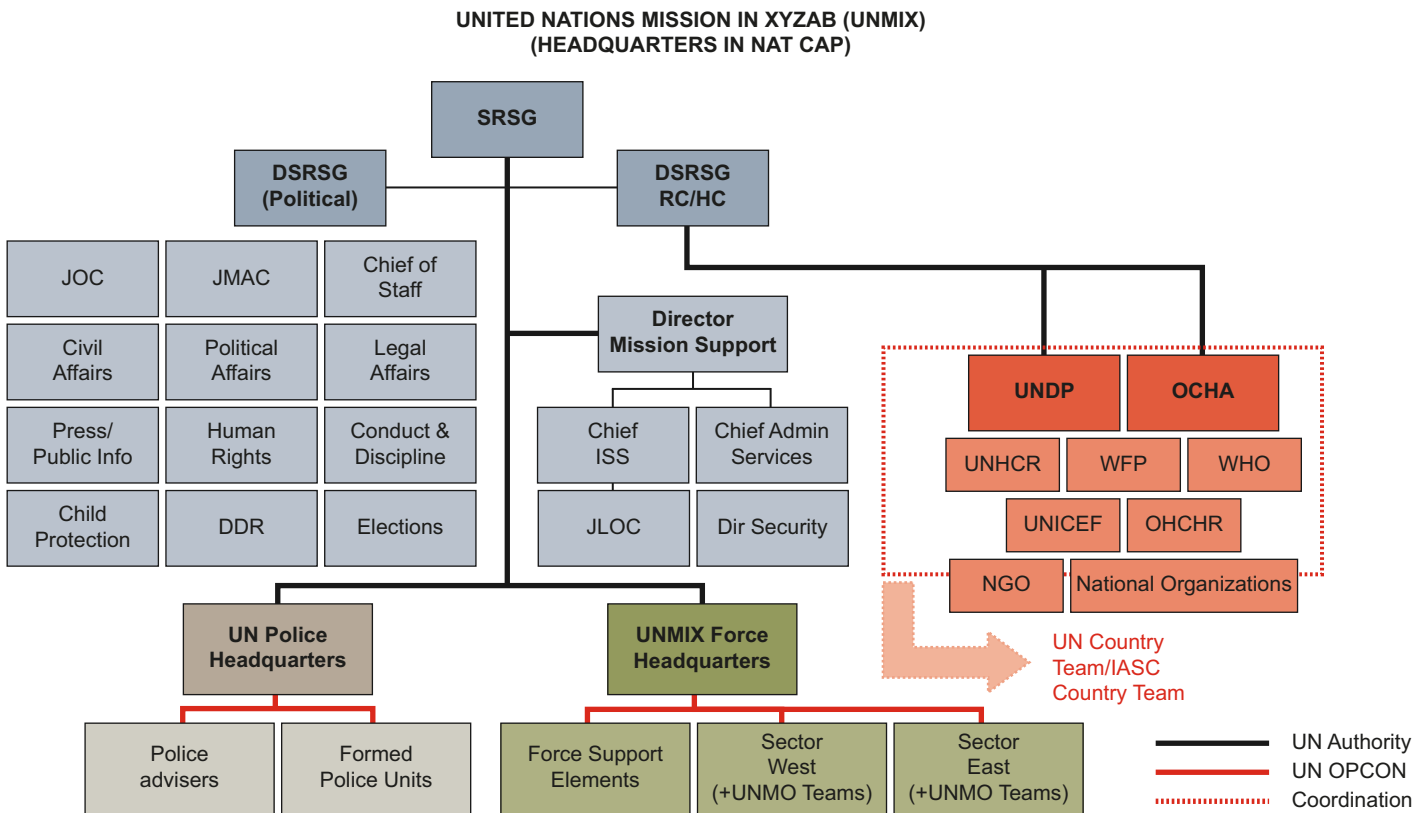 UNITED NATIONS MISSION IN XYZAB (UNMIX)
(HEADQUARTERS IN NAT CAP)
SRSG
DSRSG
(Political)
DSRSG
RC/HC
JOC
JMAC
Chief of
Staff
Civil
Affairs
Political
Affairs
Legal
Affairs
Press/
Public Info
Human
Rights
Conduct &
Discipline
Child
Protection
DDR
Elections
Director
Mission Support
Chief
ISS
Chief Admin
Services
JLOC
Dir Security
UNDP
OCHA
UNHCR
WFP
WHO
UNICEF
OHCHR
NGO
National Organizations
UN Country
Team/IASC
Country Team
UN Police
Headquarters
UNMIX Force
Headquarters
Police
advisers
Formed
Police Units
Force Support
Elements
Sector
West
(+UNMO Teams)
Sector
East
(+UNMO Teams)
UN Authority
UN OPCON
Coordination